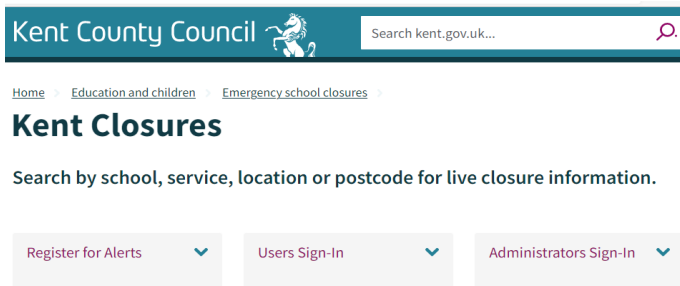 Kent County Council
Search kent.gov.uk...
Home > Education and children > Emergency school closures >
Kent Closures
Search by school, service, location or postcode for live closure information.
Register for Alerts
Users Sign-In
Administrators Sign-In